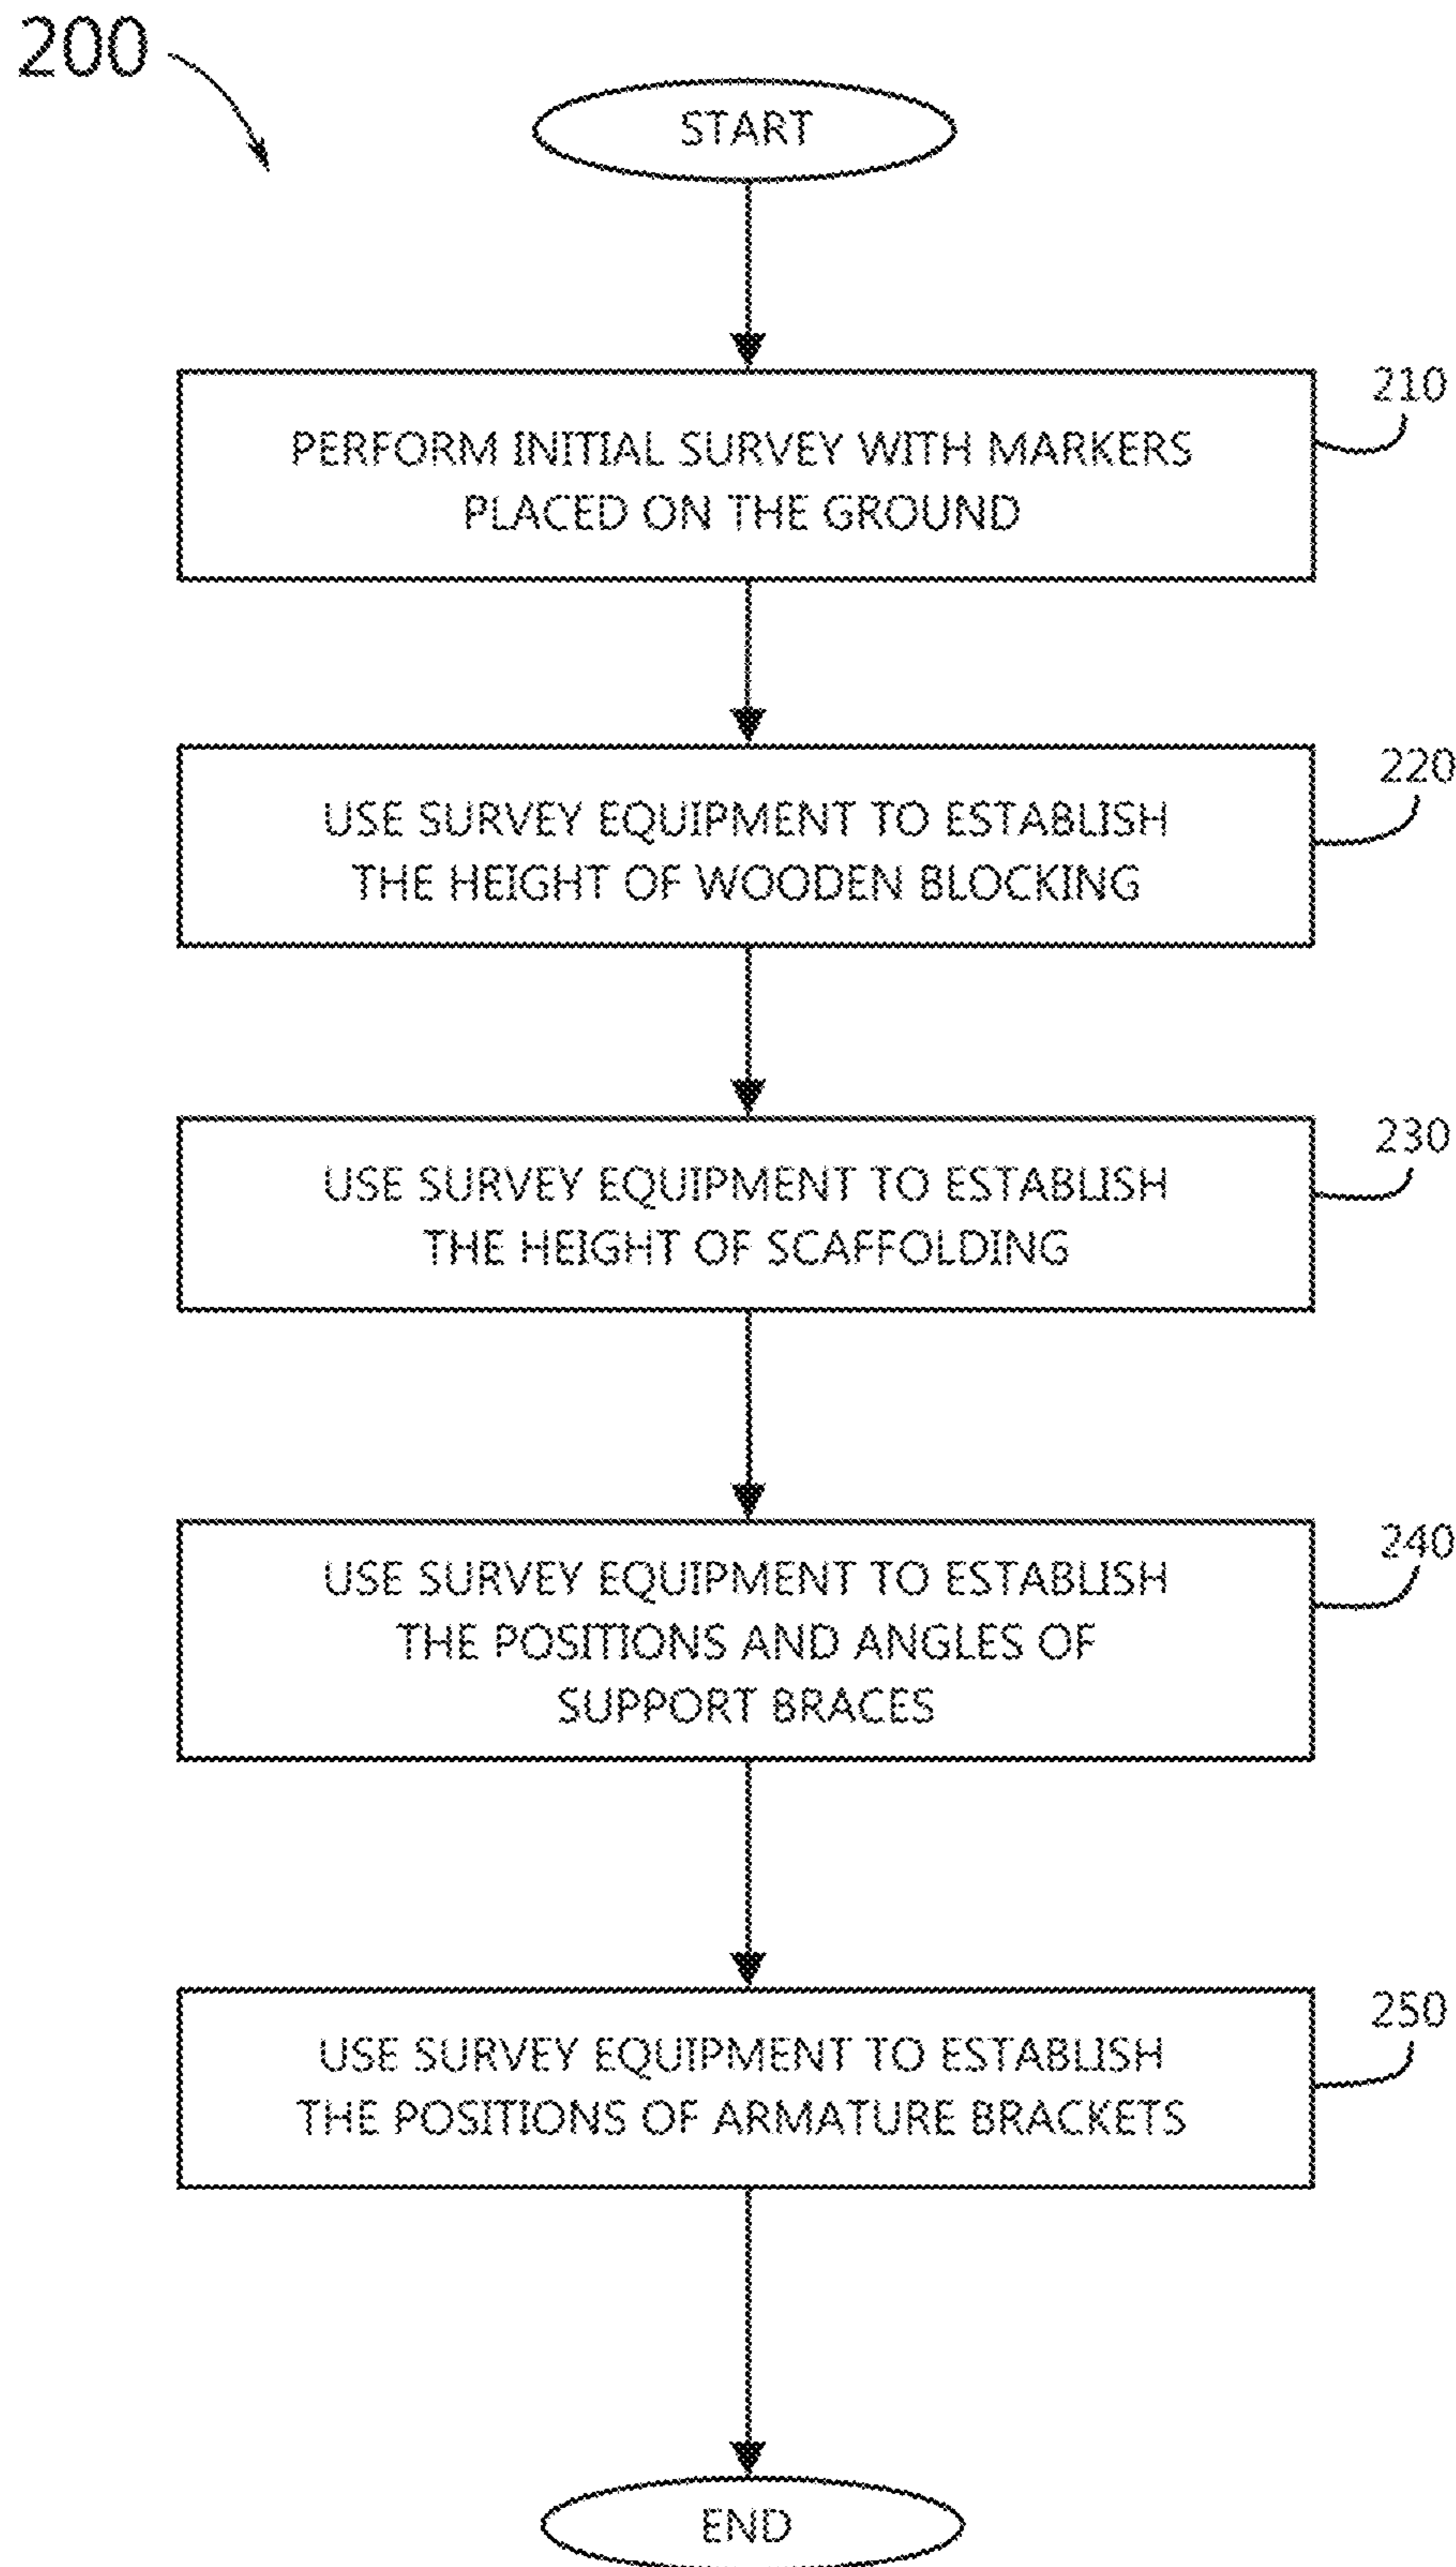 200
START
210
PERFORM INITIAL SURVEY WITH MARKERS
PLACED ON THE GROUND
220
USE SURVEY EQUIPMENT TO ESTABLISH
THE HEIGHT OF WOODEN BLOCKING
230
USE SURVEY EQUIPMENT TO ESTABLISH
THE HEIGHT OF SCAFFOLDING
240
USE SURVEY EQUIPMENT TO ESTABLISH
THE POSITIONS AND ANGLES OF
SUPPORT BRACES
250
USE SURVEY EQUIPMENT TO ESTABLISH
THE POSITIONS OF ARMATURE BRACKETS
END